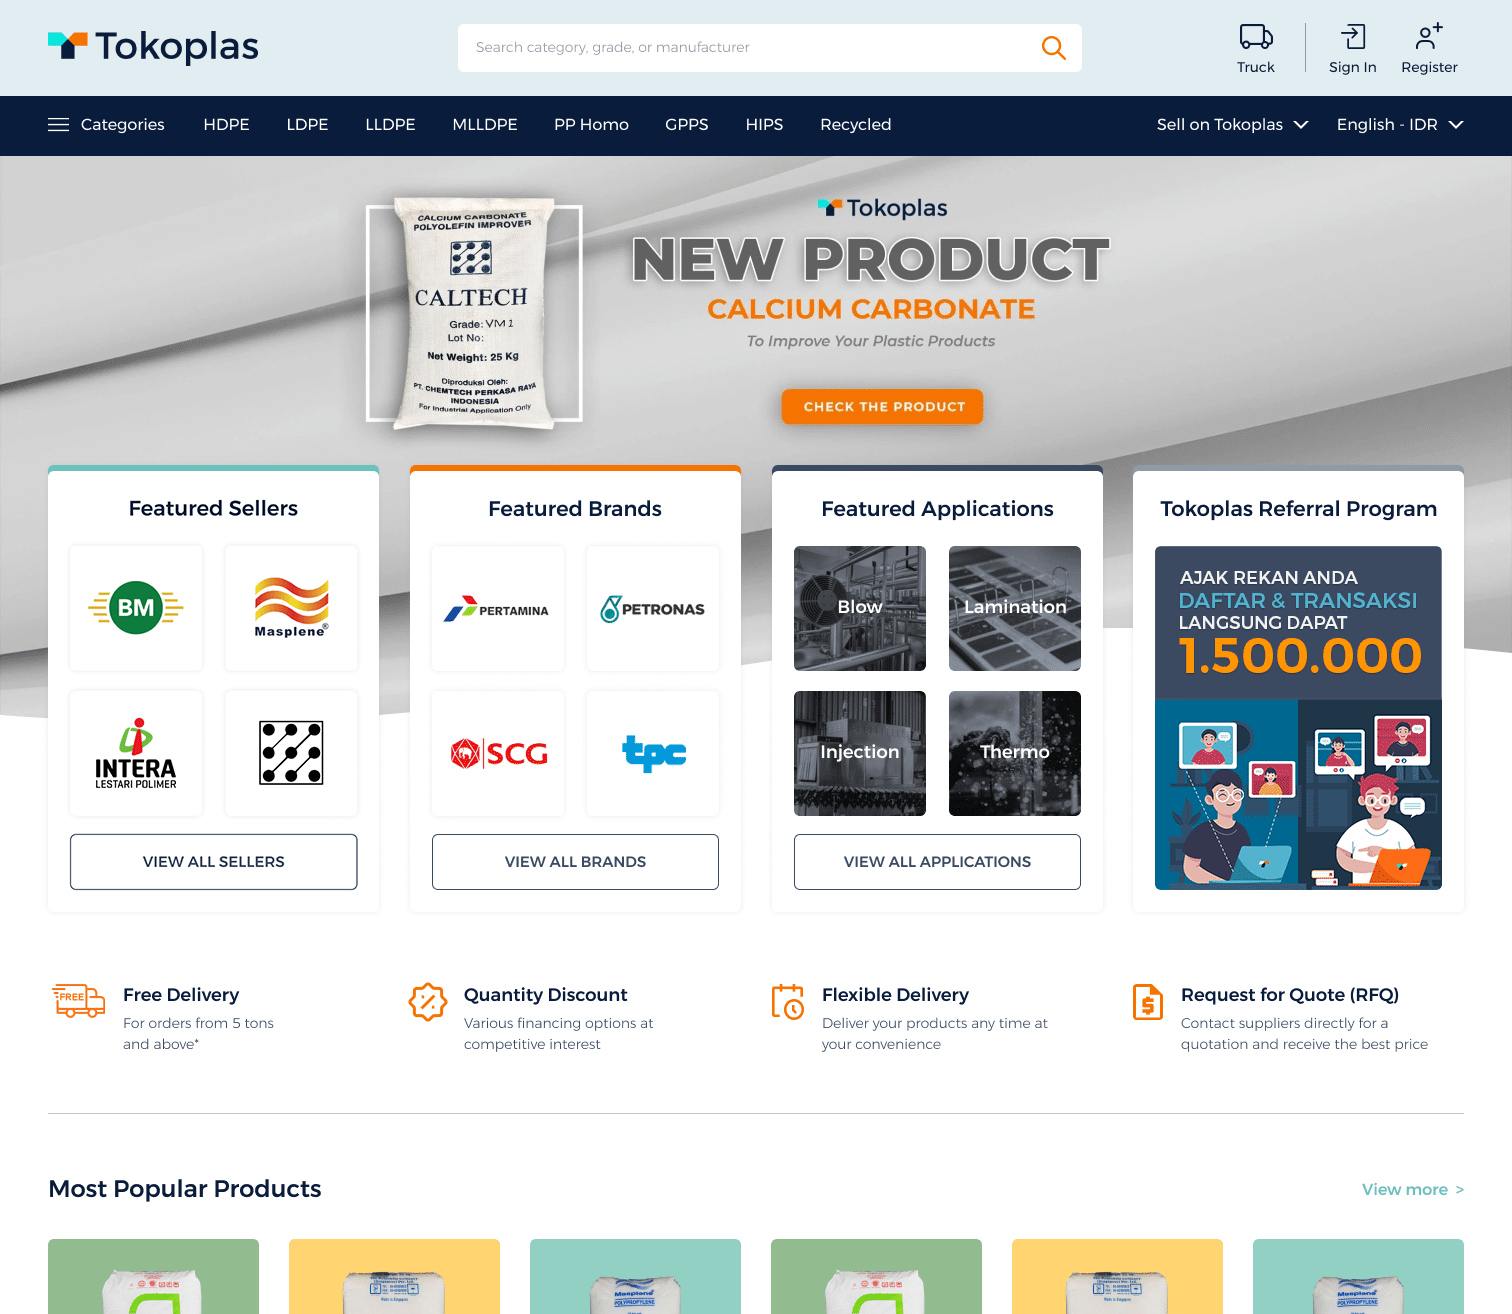 Tokoplas
Search category, grade, or manufacturer
Truck
Sign In
Register
Categories
HDPE
LDPE
LLDPE
MLLDPE
PP Homo
GPPS
HIPS
Recycled
Sell on Tokoplas
English - IDR
CALCIUM CARBONATE
POLYOLEFIN IMPROVER
CALTECH
Grade: VM 1
Lot No:
Net Weight: 25 Kg
Diproduksi Oleh:
PT. CHEMTECH PERKASA RAYA
INDONESIA
For Industrial Application Only
Tokoplas
NEW PRODUCT
CALCIUM CARBONATE
To Improve Your Plastic Products
CHECK THE PRODUCT
Featured Sellers
BM
Masplene®
INTERA
LESTARI POLIMER
VIEW ALL SELLERS
Featured Brands
PERTAMINA
PETRONAS
SCG
tpc
VIEW ALL BRANDS
Featured Applications
Blow
Lamination
Injection
Thermo
VIEW ALL APPLICATIONS
Tokoplas Referral Program
AJAK REKAN ANDA
DAFTAR & TRANSAKSI
LANGSUNG DAPAT
1.500.000
FREE
Free Delivery
For orders from 5 tons
and above*
Quantity Discount
Various financing options at
competitive interest
Flexible Delivery
Deliver your products any time at
your convenience
Request for Quote (RFQ)
Contact suppliers directly for a
quotation and receive the best price
Most Popular Products
View more >
Masplene
POLYPROPYLENE
Masplene
POLYPROPYLENE